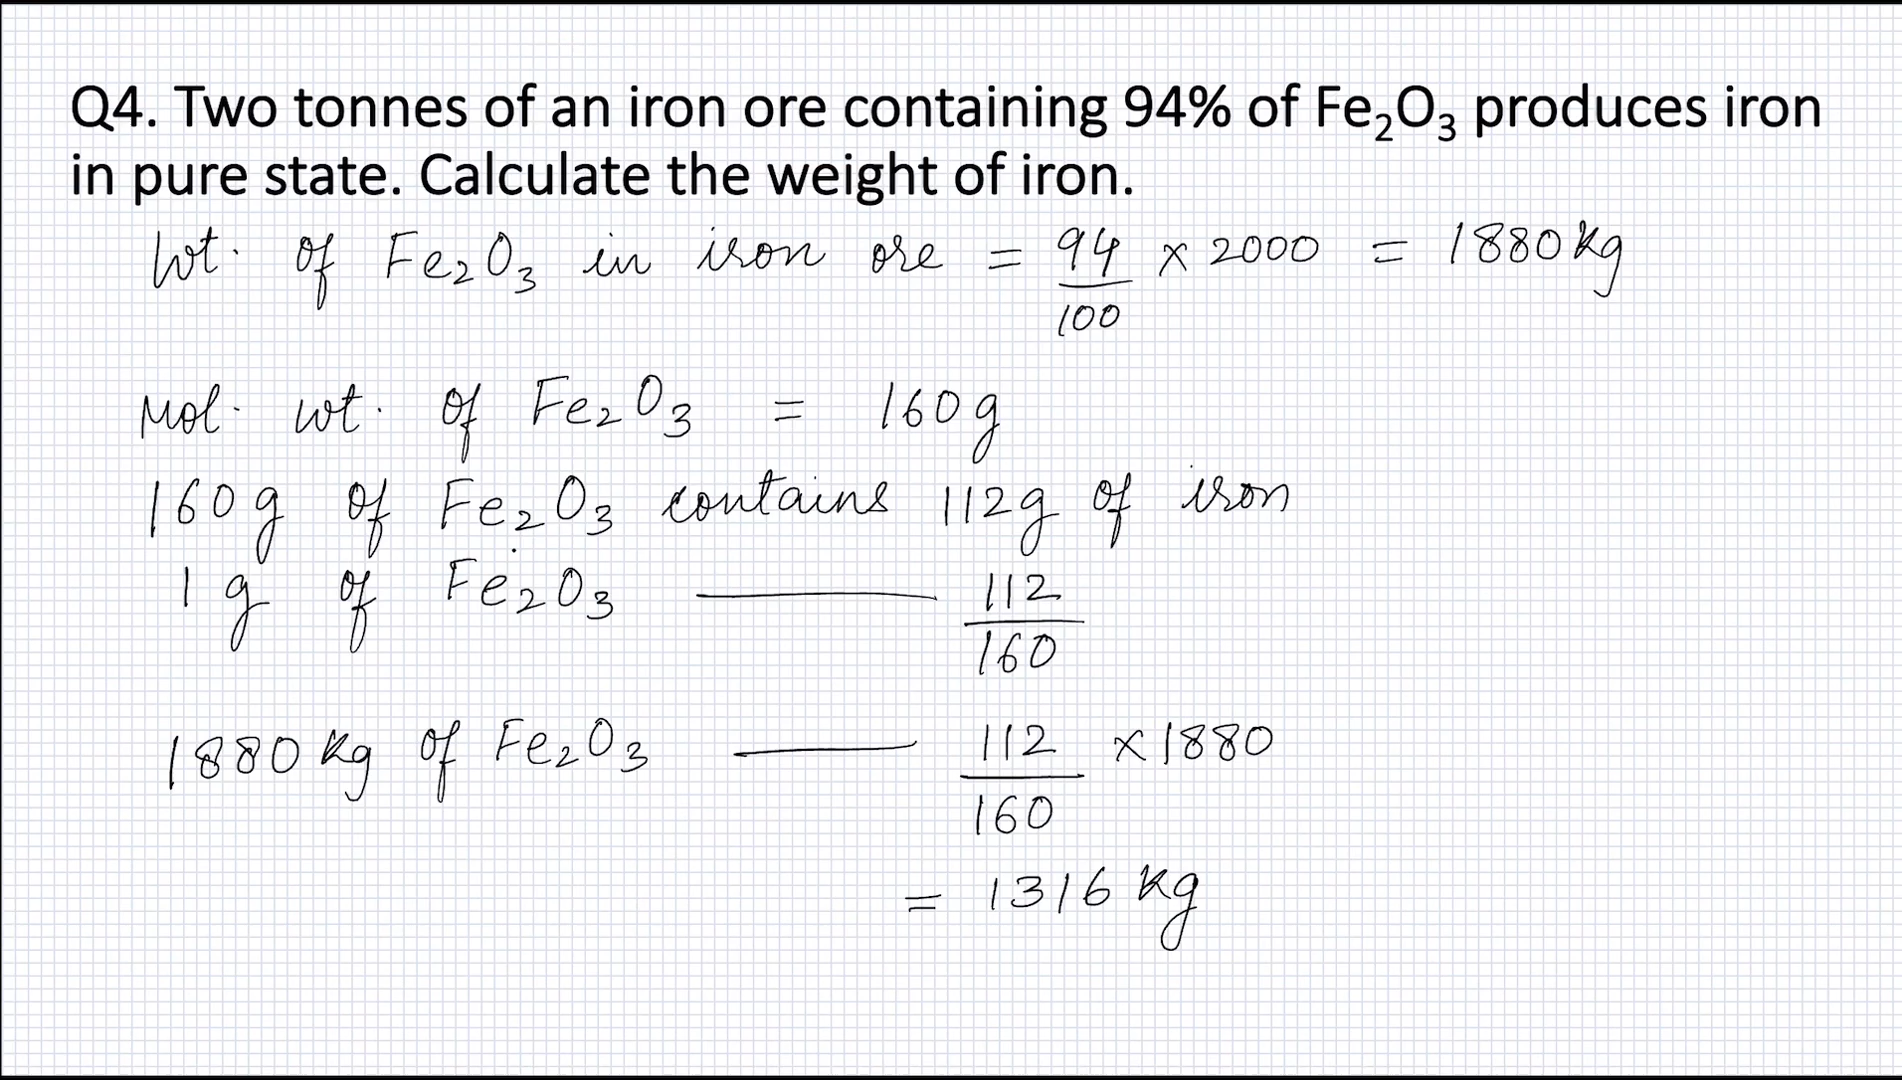 Q4. Two tonnes of an iron ore containing 94% of Fe₂O₃ produces iron
in pure state. Calculate the weight of iron.
Wt. of Fe₂O₃ in iron ore = 94/100 × 2000 = 1880 kg
Mol. wt. of Fe₂O₃ = 160g
160g of Fe₂O₃ contains 112g of iron
1g of Fe₂O₃ —— 112/160
1880 kg of Fe₂O₃ —— 112/160 × 1880
= 1316 kg